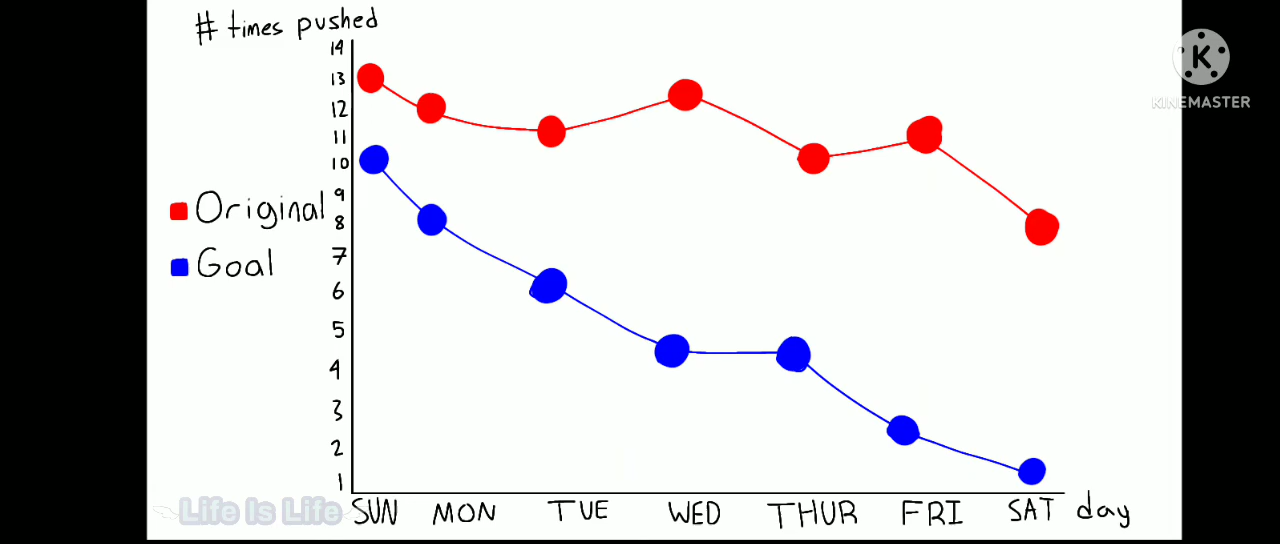 # times pushed
14
13
12
11
10
9
8
7
6
5
4
3
2
1
Original
Goal
SUN MON TUE WED THUR FRI SAT day
K
KINEMASTER
Life Is Life